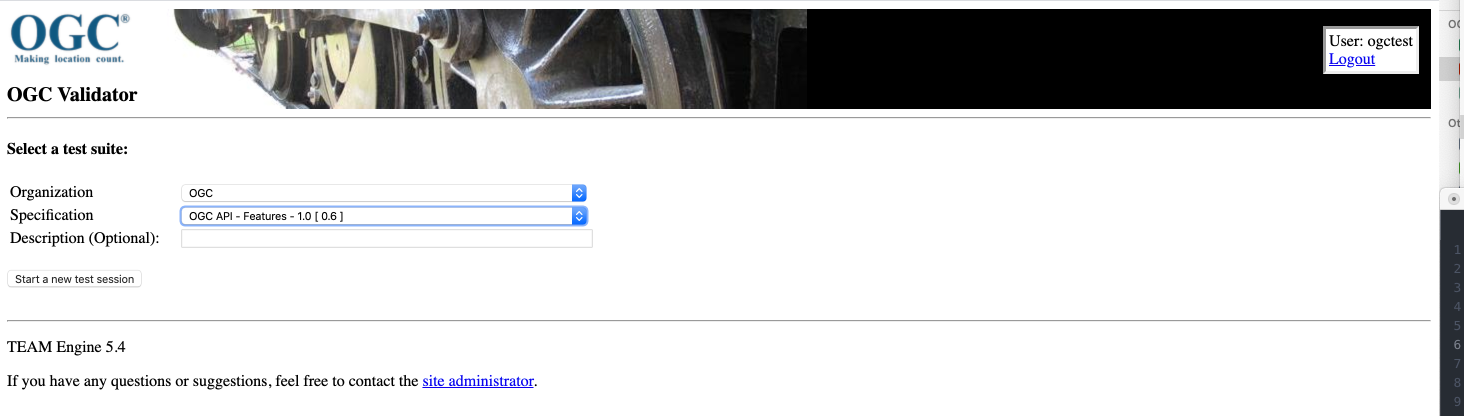 OGC®
Making location count.
User: ogctest
Logout
OGC Validator
Select a test suite:
Organization OGC
Specification OGC API - Features - 1.0 [ 0.6 ]
Description (Optional):
Start a new test session
TEAM Engine 5.4
If you have any questions or suggestions, feel free to contact the site administrator.
Ot
1
2
3
4
5
6
7
8
9